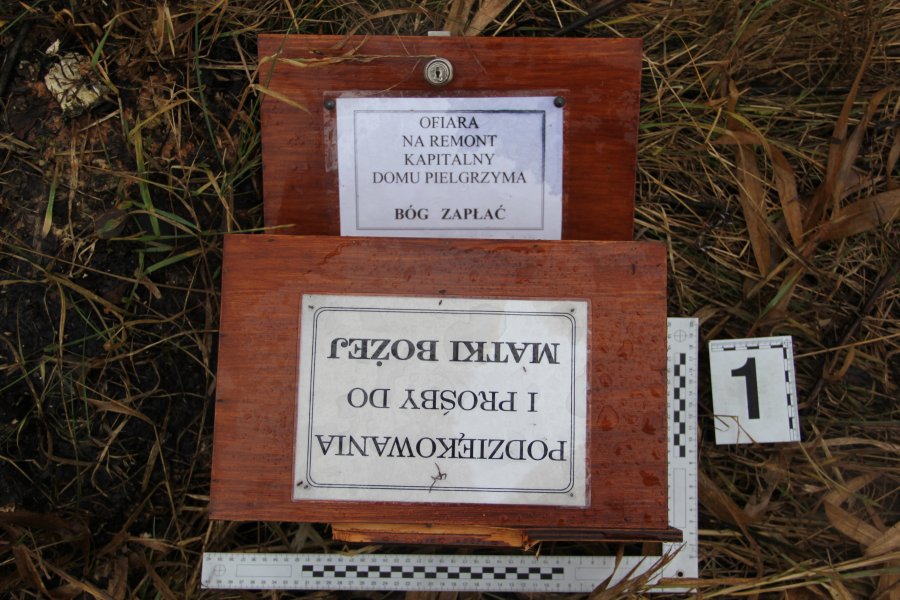 OFIARA
NA REMONT
KAPITALNY
DOMU PIELGRZYMA
BÓG ZAPŁAĆ
PODZIĘKOWANIA
I PROŚBY DO
MATKI BOŻEJ
1